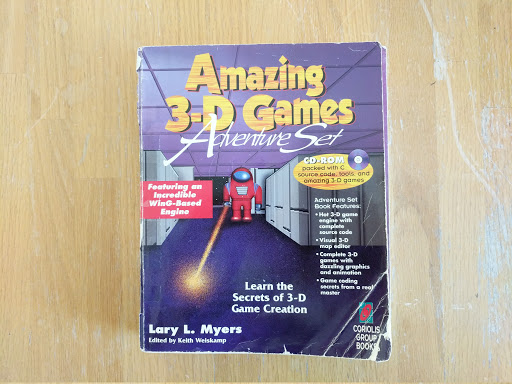 Amazing
3-D Games
Adventure Set
CD-ROM
packed with C
source code, tools, and
amazing 3-D games
Featuring an
Incredible
WinG-Based
Engine
Adventure Set
Book Features:
• Hot 3-D game
engine with
complete
source code
• Visual 3-D
map editor
• Complete 3-D
games with
dazzling graphics
and animation
• Game coding
secrets from a real
master
Learn the
Secrets of 3-D
Game Creation
Lary L. Myers
Edited by Keith Weiskamp
CORIOLIS
GROUP
BOOKS